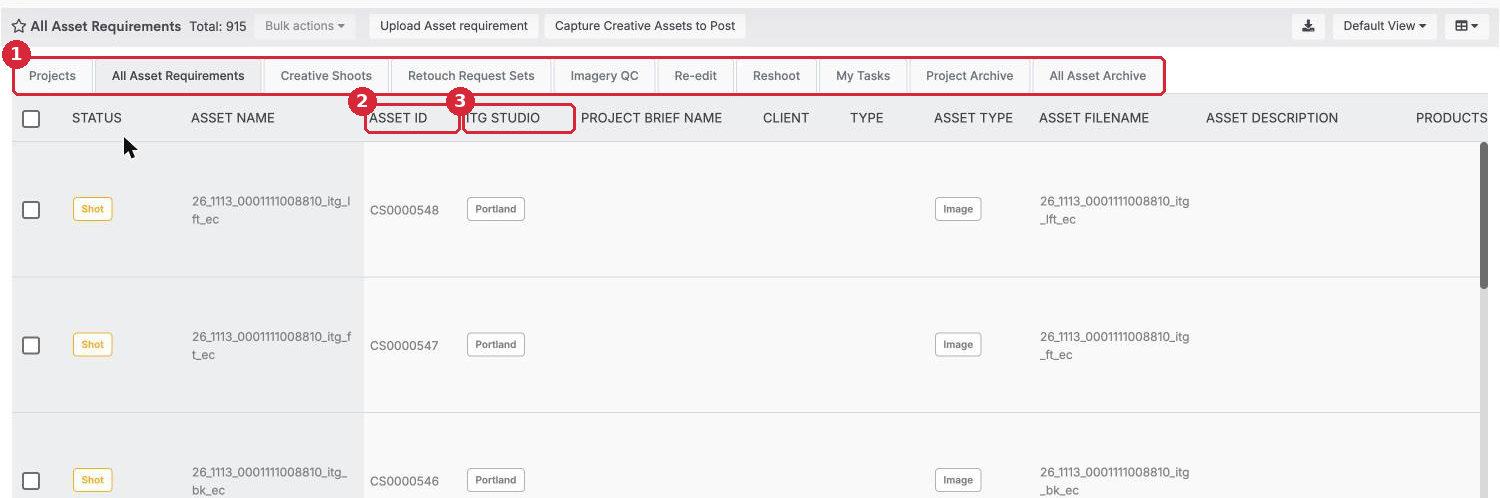 All Asset Requirements Total: 915 Bulk actions Upload Asset requirement Capture Creative Assets to Post Default View
1
Projects All Asset Requirements Creative Shoots Retouch Request Sets Imagery QC Re-edit Reshoot My Tasks Project Archive All Asset Archive
2 3
STATUS ASSET NAME ASSET ID ITG STUDIO PROJECT BRIEF NAME CLIENT TYPE ASSET TYPE ASSET FILENAME ASSET DESCRIPTION PRODUCTS
Shot 26_1113_0001111008810_itg_l CS0000548 Portland Image 26_1113_0001111008810_itg
ft_ec _lft_ec
Shot 26_1113_0001111008810_itg_f CS0000547 Portland Image 26_1113_0001111008810_itg
t_ec _ft_ec
Shot 26_1113_0001111008810_itg_ CS0000546 Portland Image 26_1113_0001111008810_itg
bk_ec _bk_ec